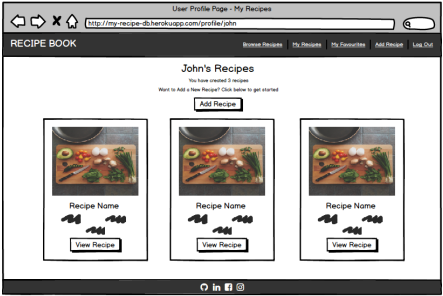 User Profile Page - My Recipes
http://my-recipe-db.herokuapp.com/profile/john
RECIPE BOOK
Browse Recipes My Recipes My Favourites Add Recipe Log Out
John's Recipes
You have created 3 recipes
Want to Add a New Recipe? Click below to get started
Add Recipe
Recipe Name Recipe Name Recipe Name
View Recipe View Recipe View Recipe